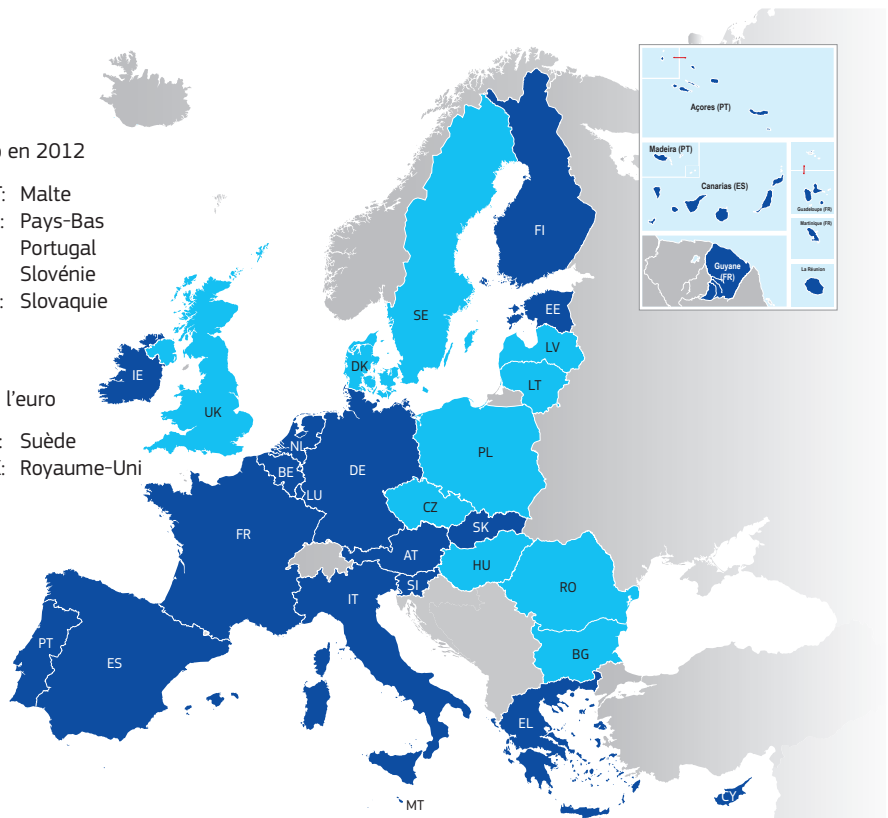 en 2012
Malte
Pays-Bas
Portugal
Slovénie
Slovaquie
l'euro
Suède
Royaume-Uni
Açores (PT)
Madeira (PT)
Canarias (ES)
Guadeloupe (FR)
Martinique (FR)
Guyane
(FR)
La Réunion
FI
SE
EE
LV
DK
LT
IE
UK
NL
PL
BE
DE
LU
CZ
SK
FR
AT
HU
SI
RO
IT
BG
PT
ES
EL
CY
MT